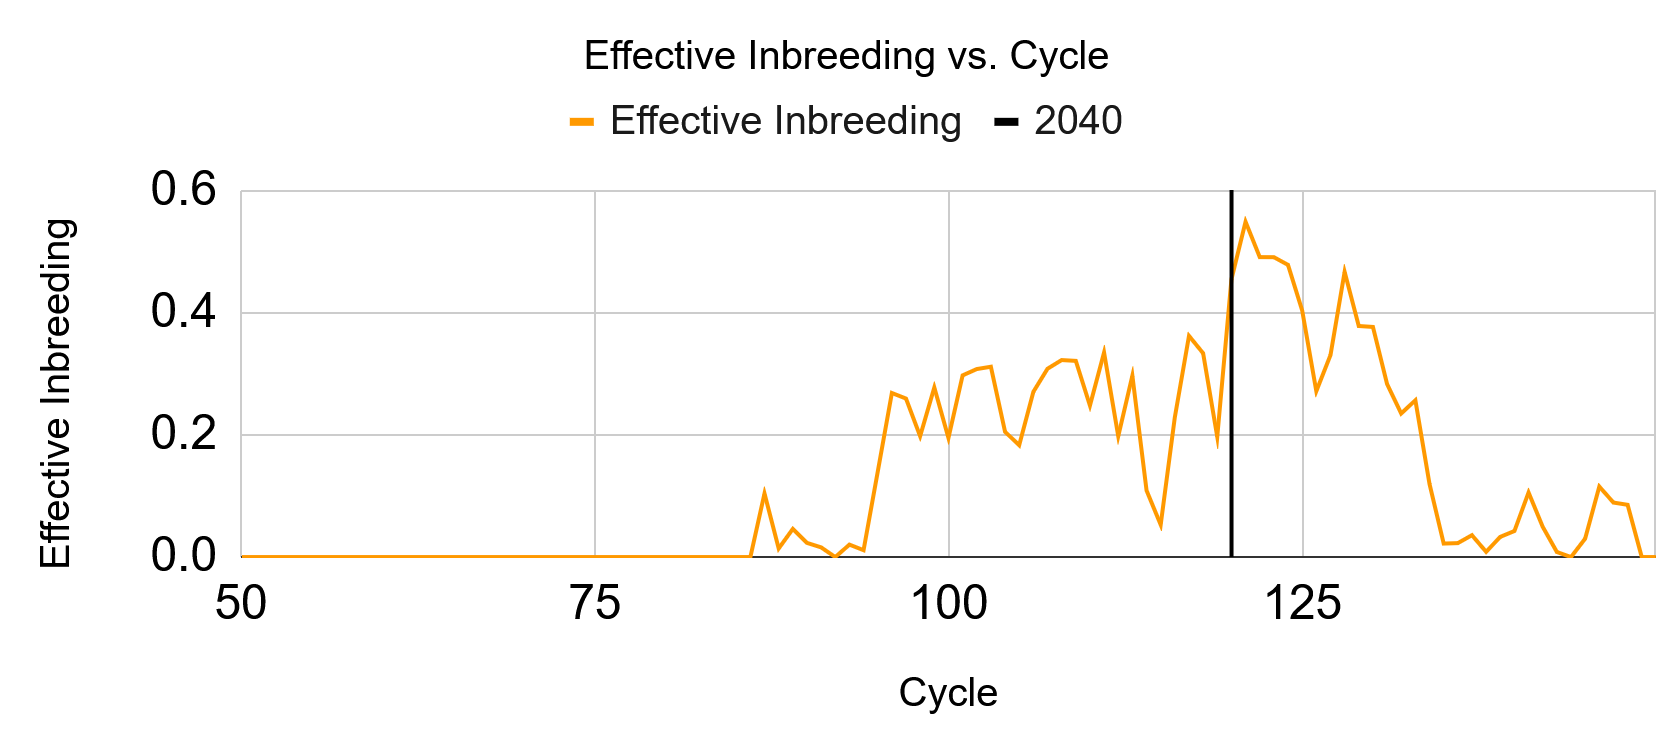 Effective Inbreeding vs. Cycle
Effective Inbreeding 2040
0.6
0.4
0.2
0.0
Effective Inbreeding
50 75 100 125
Cycle